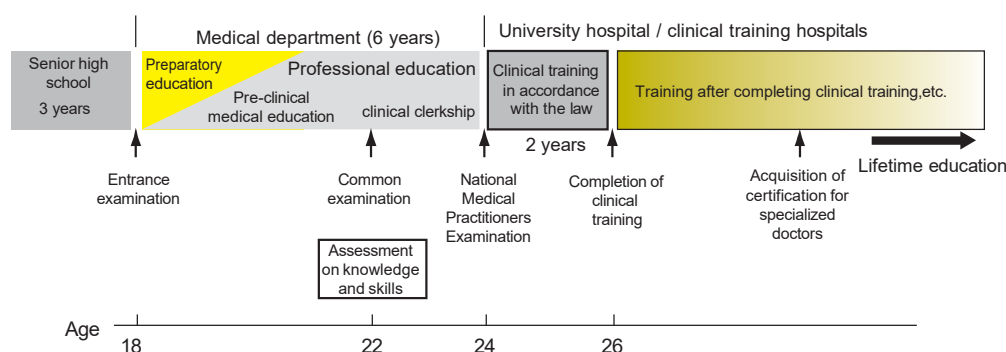 Medical department (6 years)
University hospital / clinical training hospitals
Senior high
school
3 years
Preparatory
education
Professional education
Pre-clinical
medical education
clinical clerkship
Clinical training
in accordance
with the law
2 years
Training after completing clinical training,etc.
Lifetime education
Entrance
examination
Common
examination
National
Medical
Practitioners
Examination
Completion of
clinical
training
Acquisition of
certification for
specialized
doctors
Assessment
on knowledge
and skills
Age
18
22
24
26